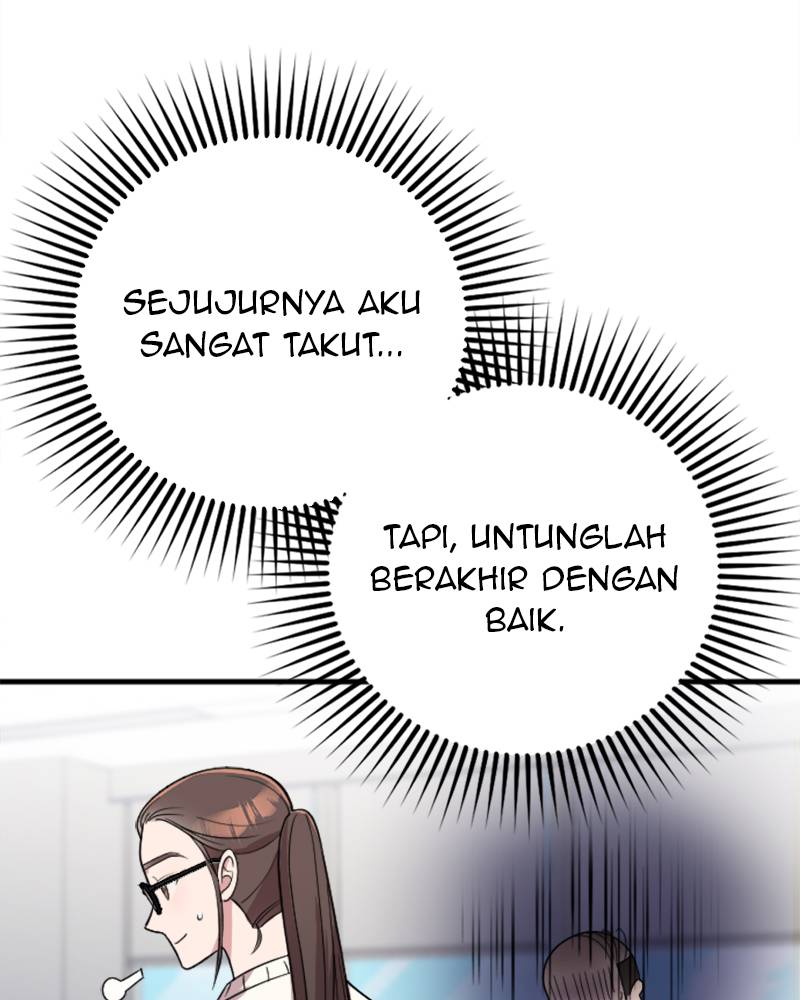 SEJUJURNYA AKU
SANGAT TAKUT...
TAPI, UNTUNGLAH
BERAKHIR DENGAN
BAIK.